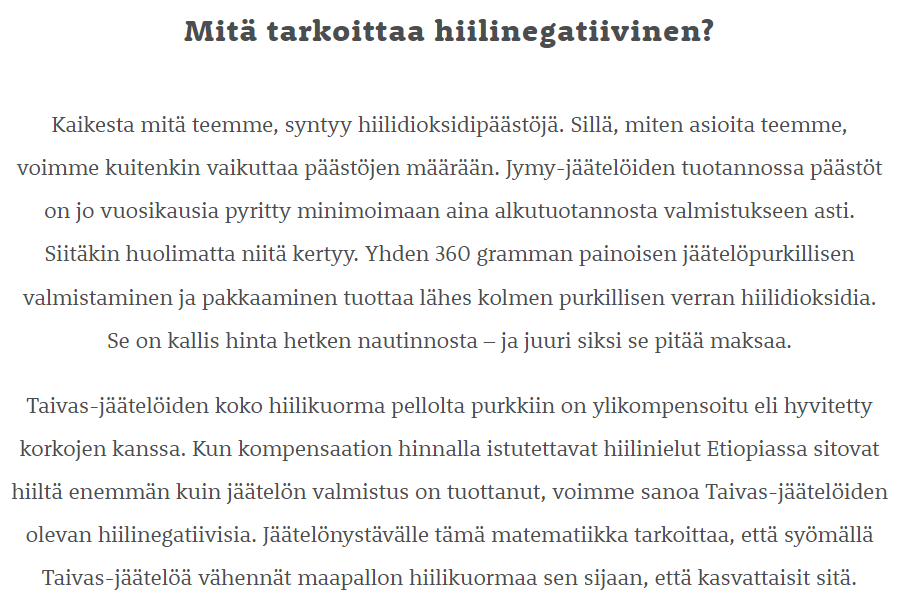 Mitä tarkoittaa hiilinegatiivinen?
Kaikesta mitä teemme, syntyy hiilidioksidipäästöjä. Sillä, miten asioita teemme,
voimme kuitenkin vaikuttaa päästöjen määrään. Jymy-jäätelöiden tuotannossa päästöt
on jo vuosikausia pyritty minimoimaan aina alkutuotannosta valmistukseen asti.
Siitäkin huolimatta niitä kertyy. Yhden 360 gramman painoisen jäätelöpurkillisen
valmistaminen ja pakkaaminen tuottaa lähes kolmen purkillisen verran hiilidioksidia.
Se on kallis hinta hetken nautinnosta – ja juuri siksi se pitää maksaa.
Taivas-jäätelöiden koko hiilikuorma pellolta purkkiin on ylikompensoitu eli hyvitetty
korkojen kanssa. Kun kompensaation hinnalla istutettavat hiilinielut Etiopiassa sitovat
hiiltä enemmän kuin jäätelön valmistus on tuottanut, voimme sanoa Taivas-jäätelöiden
olevan hiilinegatiivisia. Jäätelönystävälle tämä matematiikka tarkoittaa, että syömällä
Taivas-jäätelöä vähennät maapallon hiilikuormaa sen sijaan, että kasvattaisit sitä.